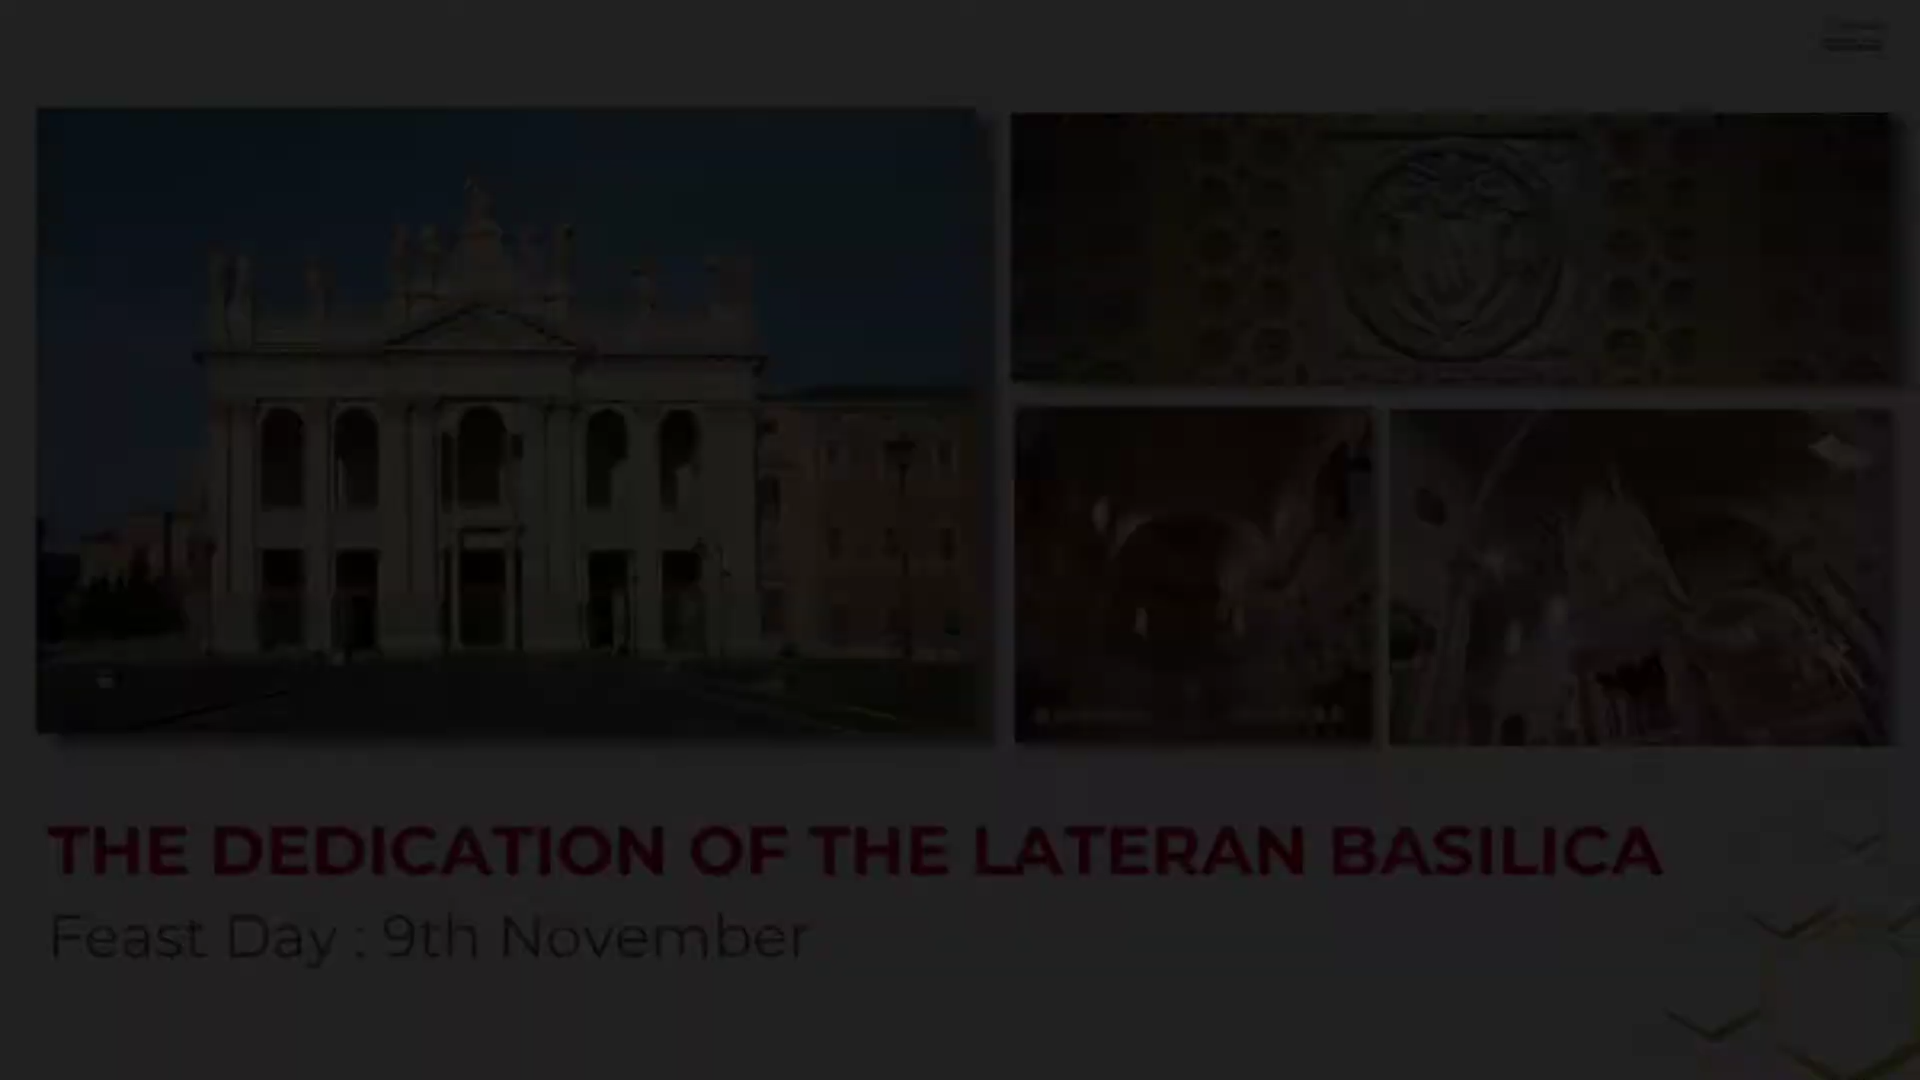 THE DEDICATION OF THE LATERAN BASILICA
Feast Day : 9th November